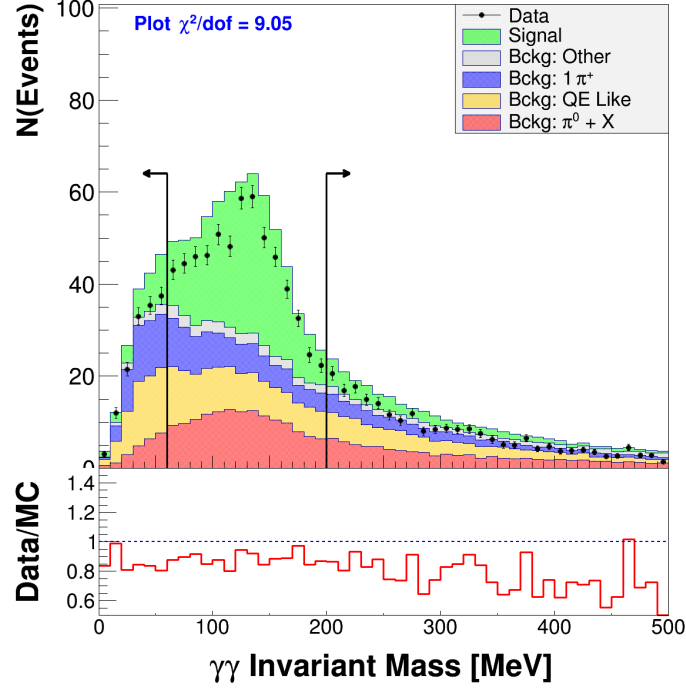 N(Events)
100
80
60
40
20
0
Plot χ²/dof = 9.05
Data
Signal
Bckg: Other
Bckg: 1 π⁺
Bckg: QE Like
Bckg: π⁰ + X
Data/MC
1.4
1.2
1
0.8
0.6
0 100 200 300 400 500
γγ Invariant Mass [MeV]